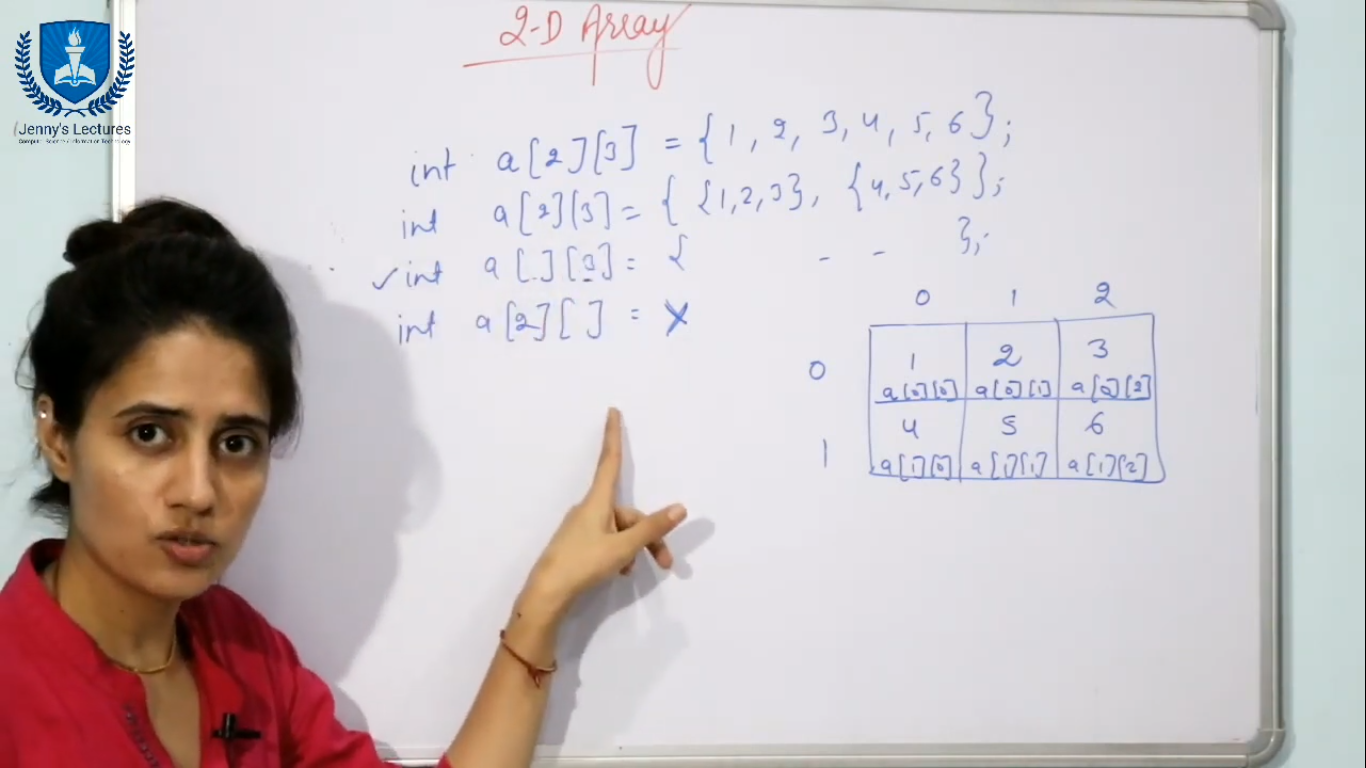 2-D Array
Jenny's Lectures
int a[2][3] = {1, 2, 3, 4, 5, 6};
int a[2][3] = { {1,2,3}, {4,5,6} };
✓int a[.][3] = { - - };
int a[2][ ] = ✗
0 1 2
0 1 2 3
a[0][0] a[0][1] a[0][2]
4 5 6
1 a[1][0] a[1][1] a[1][2]